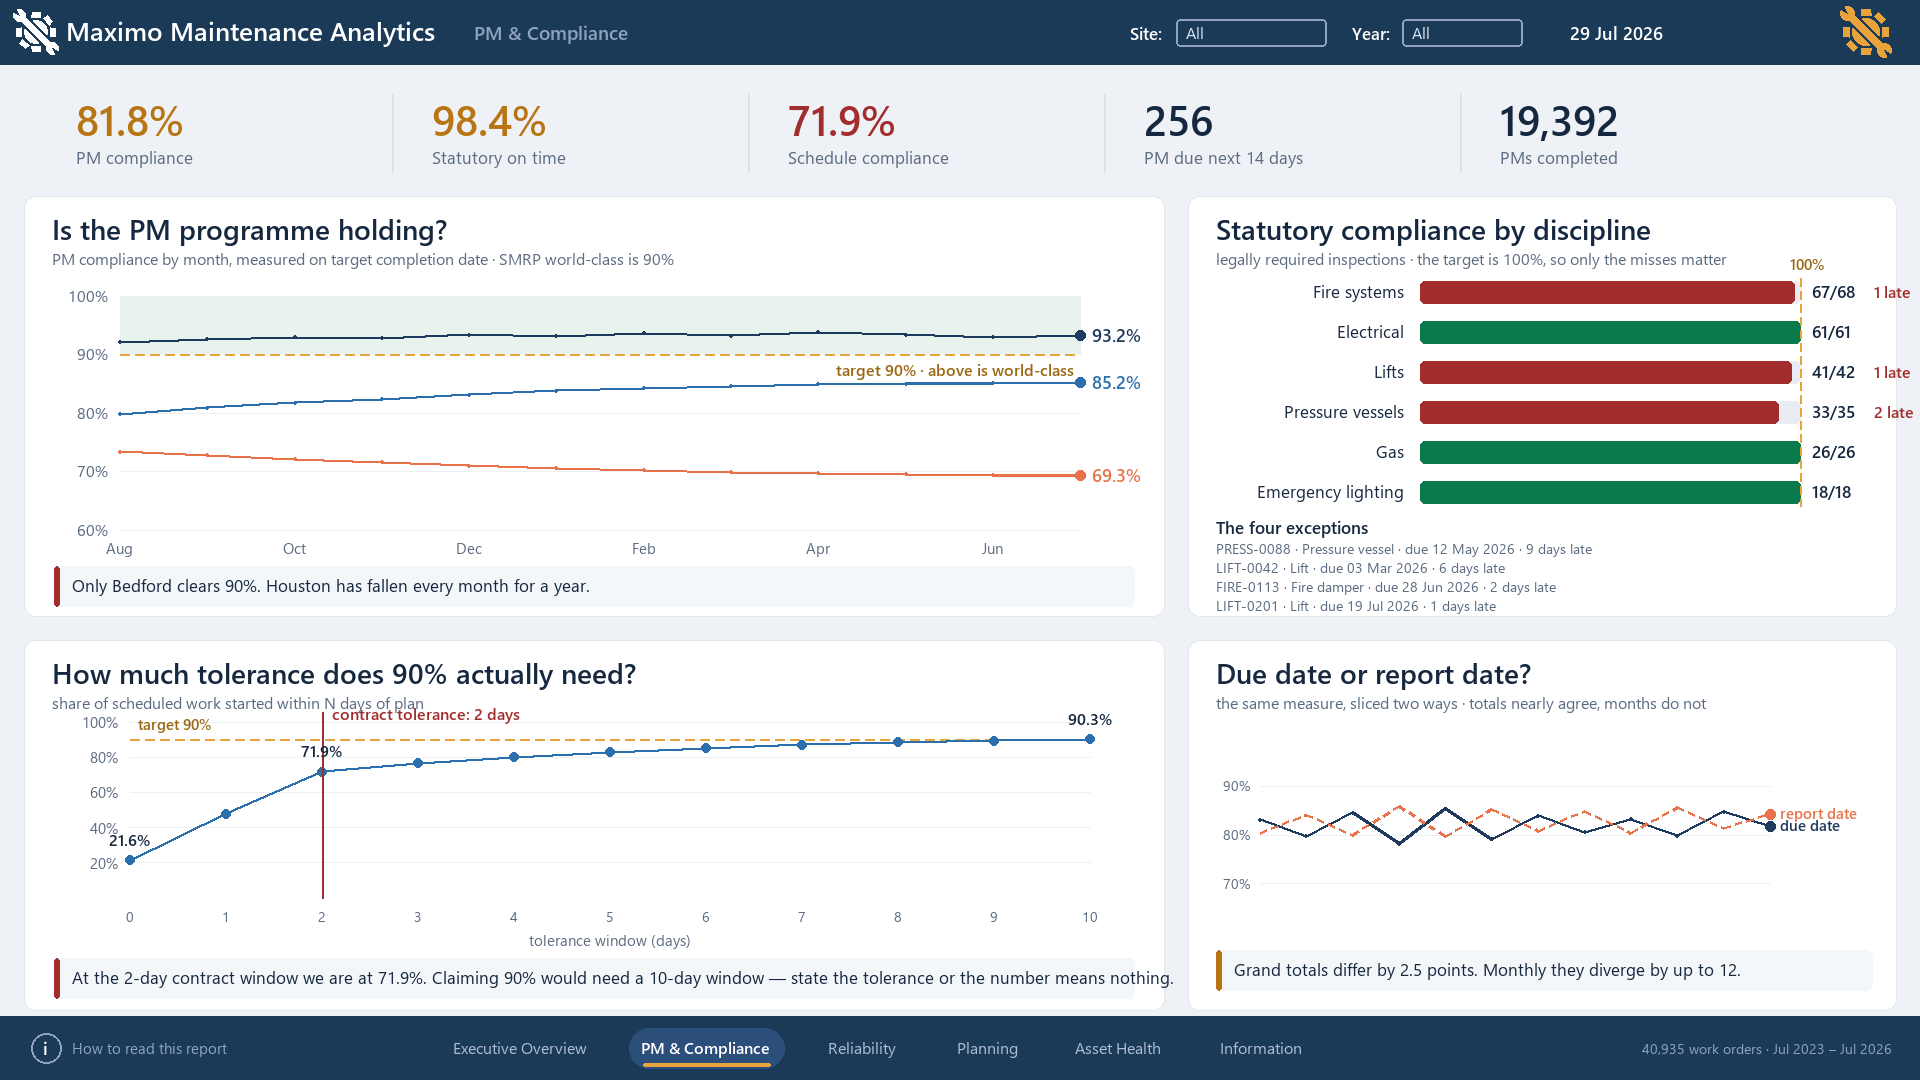 Maximo Maintenance Analytics
PM & Compliance
Site:
All
Year:
All
29 Jul 2026
81.8%
PM compliance
98.4%
Statutory on time
71.9%
Schedule compliance
256
PM due next 14 days
19,392
PMs completed
Is the PM programme holding?
PM compliance by month, measured on target completion date · SMRP world-class is 90%
100%
90%
80%
70%
60%
93.2%
target 90% · above is world-class
85.2%
69.3%
Aug
Oct
Dec
Feb
Apr
Jun
Only Bedford clears 90%. Houston has fallen every month for a year.
Statutory compliance by discipline
legally required inspections · the target is 100%, so only the misses matter
100%
Fire systems 67/68 1 late
Electrical 61/61
Lifts 41/42 1 late
Pressure vessels 33/35 2 late
Gas 26/26
Emergency lighting 18/18
The four exceptions
PRESS-0088 · Pressure vessel · due 12 May 2026 · 9 days late
LIFT-0042 · Lift · due 03 Mar 2026 · 6 days late
FIRE-0113 · Fire damper · due 28 Jun 2026 · 2 days late
LIFT-0201 · Lift · due 19 Jul 2026 · 1 days late
How much tolerance does 90% actually need?
share of scheduled work started within N days of plan
contract tolerance: 2 days
target 90%
100%
80%
60%
40%
20%
21.6%
71.9%
90.3%
0 1 2 3 4 5 6 7 8 9 10
tolerance window (days)
At the 2-day contract window we are at 71.9%. Claiming 90% would need a 10-day window — state the tolerance or the number means nothing.
Due date or report date?
the same measure, sliced two ways · totals nearly agree, months do not
90%
80%
70%
report date
due date
Grand totals differ by 2.5 points. Monthly they diverge by up to 12.
i
How to read this report
Executive Overview
PM & Compliance
Reliability
Planning
Asset Health
Information
40,935 work orders · Jul 2023 – Jul 2026